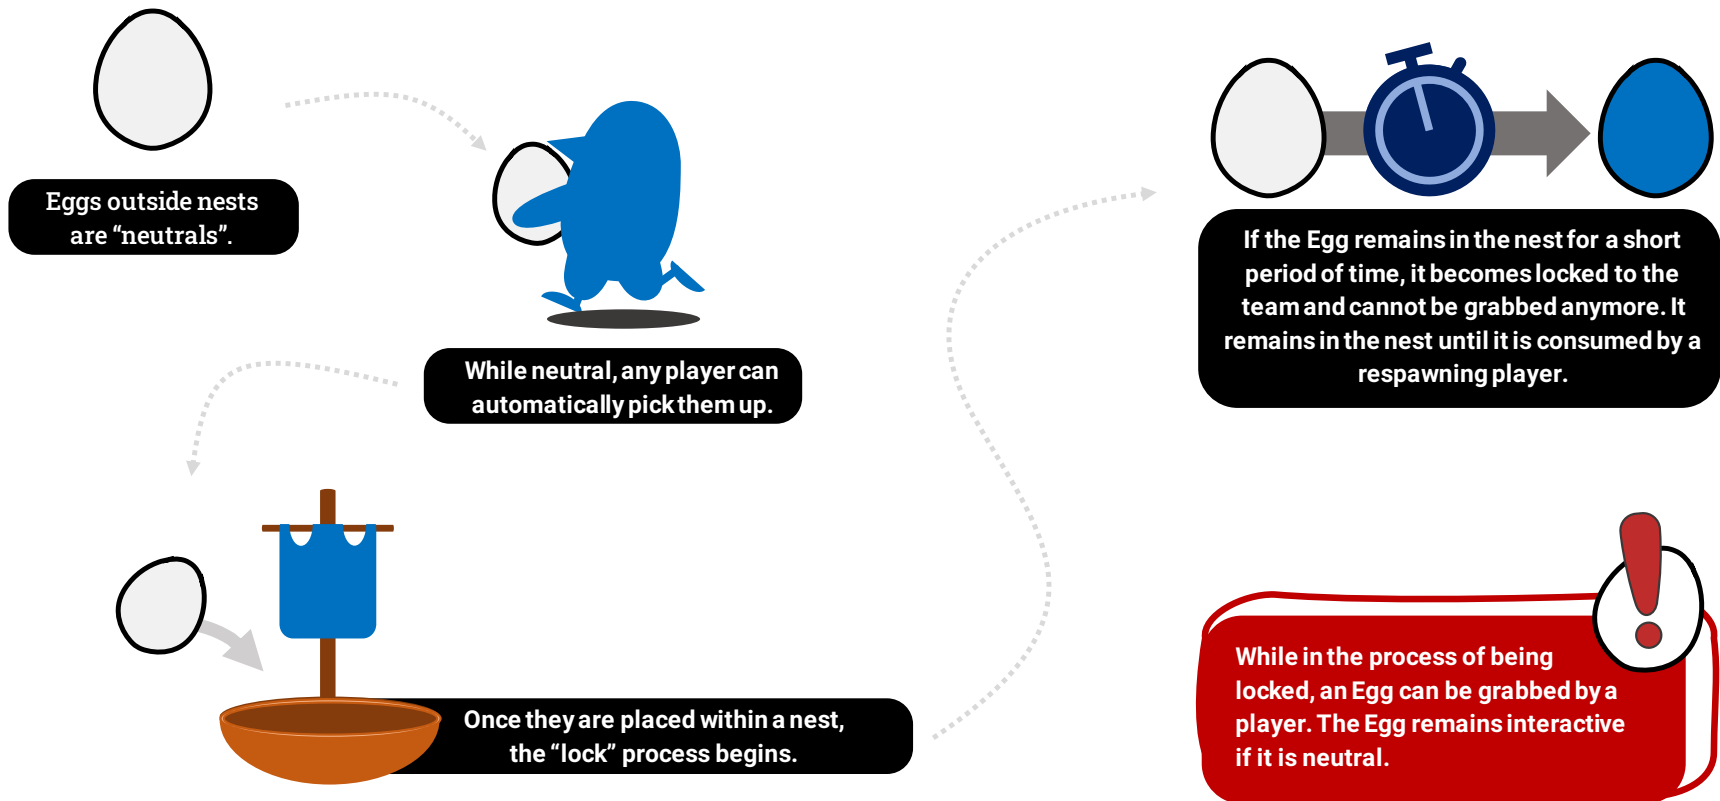 Eggs outside nests
are “neutrals”.
While neutral, any player can
automatically pick them up.
Once they are placed within a nest,
the “lock” process begins.
If the Egg remains in the nest for a short
period of time, it becomes locked to the
team and cannot be grabbed anymore. It
remains in the nest until it is consumed by a
respawning player.
While in the process of being
locked, an Egg can be grabbed by a
player. The Egg remains interactive
if it is neutral.